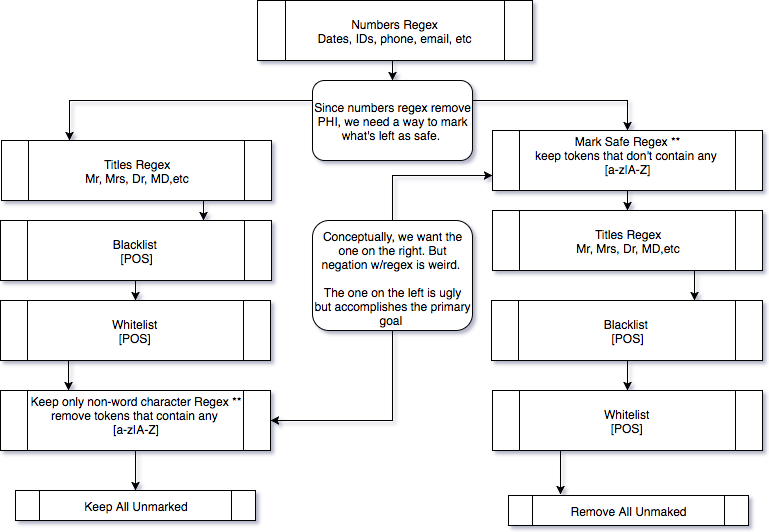 Numbers Regex
Dates, IDs, phone, email, etc
Since numbers regex remove
PHI, we need a way to mark
what's left as safe.
Titles Regex
Mr, Mrs, Dr, MD,etc
Blacklist
[POS]
Whitelist
[POS]
Keep only non-word character Regex **
remove tokens that contain any
[a-z|A-Z]
Keep All Unmarked
Conceptually, we want the
one on the right. But
negation w/regex is weird.
The one on the left is ugly
but accomplishes the primary
goal
Mark Safe Regex **
keep tokens that don't contain any
[a-z|A-Z]
Titles Regex
Mr, Mrs, Dr, MD,etc
Blacklist
[POS]
Whitelist
[POS]
Remove All Unmaked